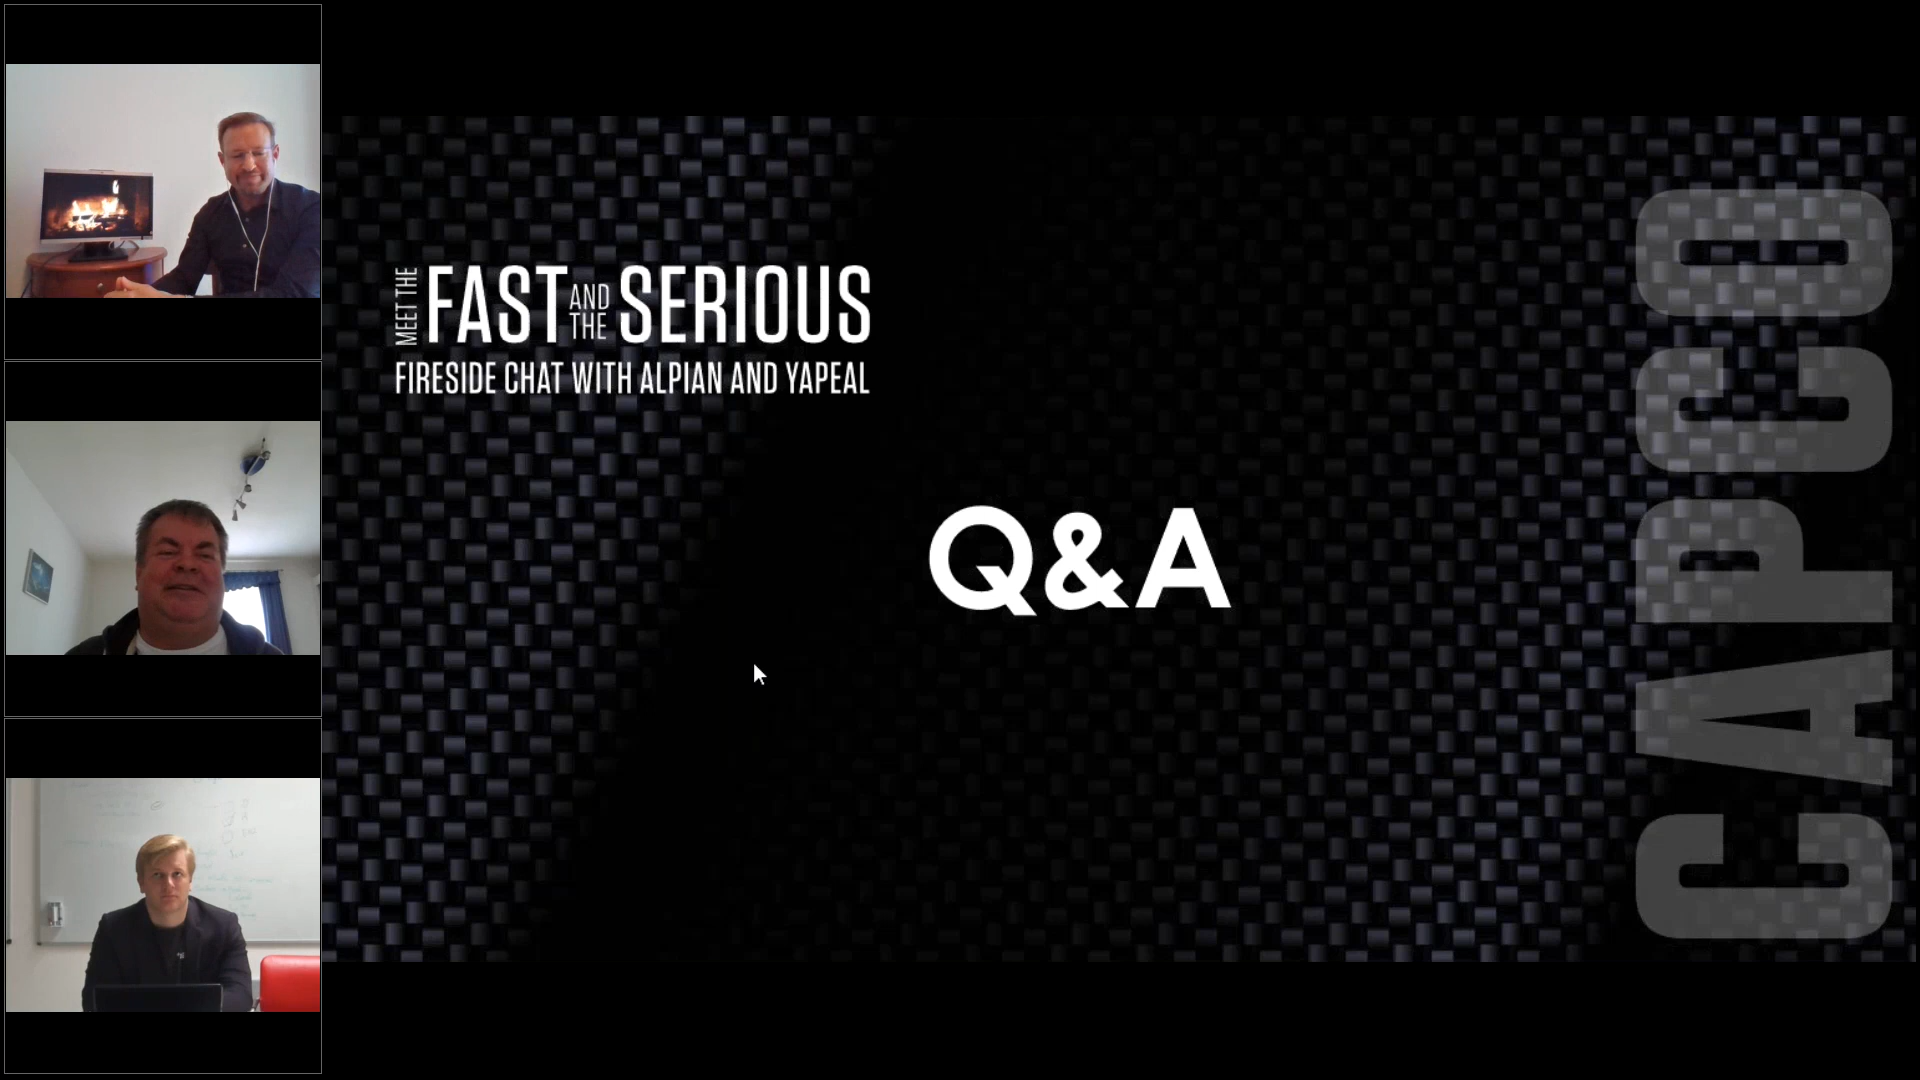 MEET THE
FAST AND THE SERIOUS
FIRESIDE CHAT WITH ALPIAN AND YAPEAL
Q&A
CAPCO